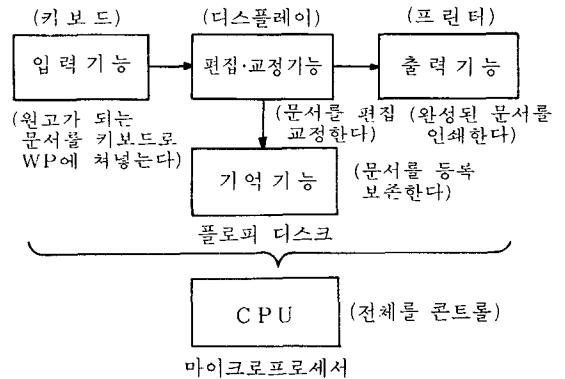 (키 보 드) (디스플레이) (프 린 터)
입 력 기 능 편집·교정기능 출 력 기 능
(원고가 되는
문서를 키보드로
WP에 쳐넣는다)
(문서를 편집
교정한다)
(완성된 문서를
인쇄한다)
기 억 기 능
(문서를 등록
보존한다)
플로피 디스크
CPU
(전체를 콘트롤)
마이크로프로세서